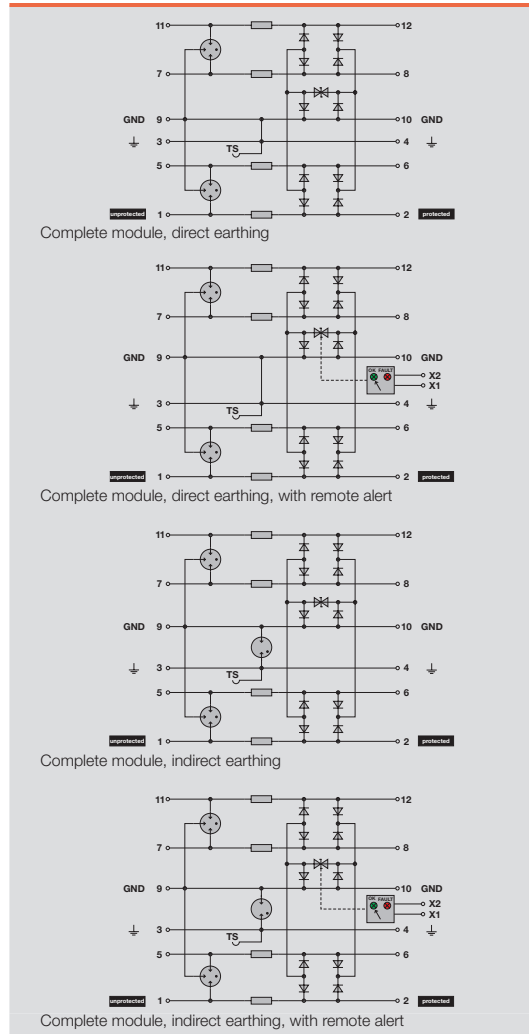 11 12
7 8
GND 9 10 GND
3 4
TS
5 6
unprotected 1 2 protected
Complete module, direct earthing
11 12
7 8
GND 9 10 GND
OK FAULT
X2
X1
3 4
TS
5 6
unprotected 1 2 protected
Complete module, direct earthing, with remote alert
11 12
7 8
GND 9 10 GND
3 4
TS
5 6
unprotected 1 2 protected
Complete module, indirect earthing
11 12
7 8
GND 9 10 GND
OK FAULT
X2
X1
3 4
TS
5 6
unprotected 1 2 protected
Complete module, indirect earthing, with remote alert